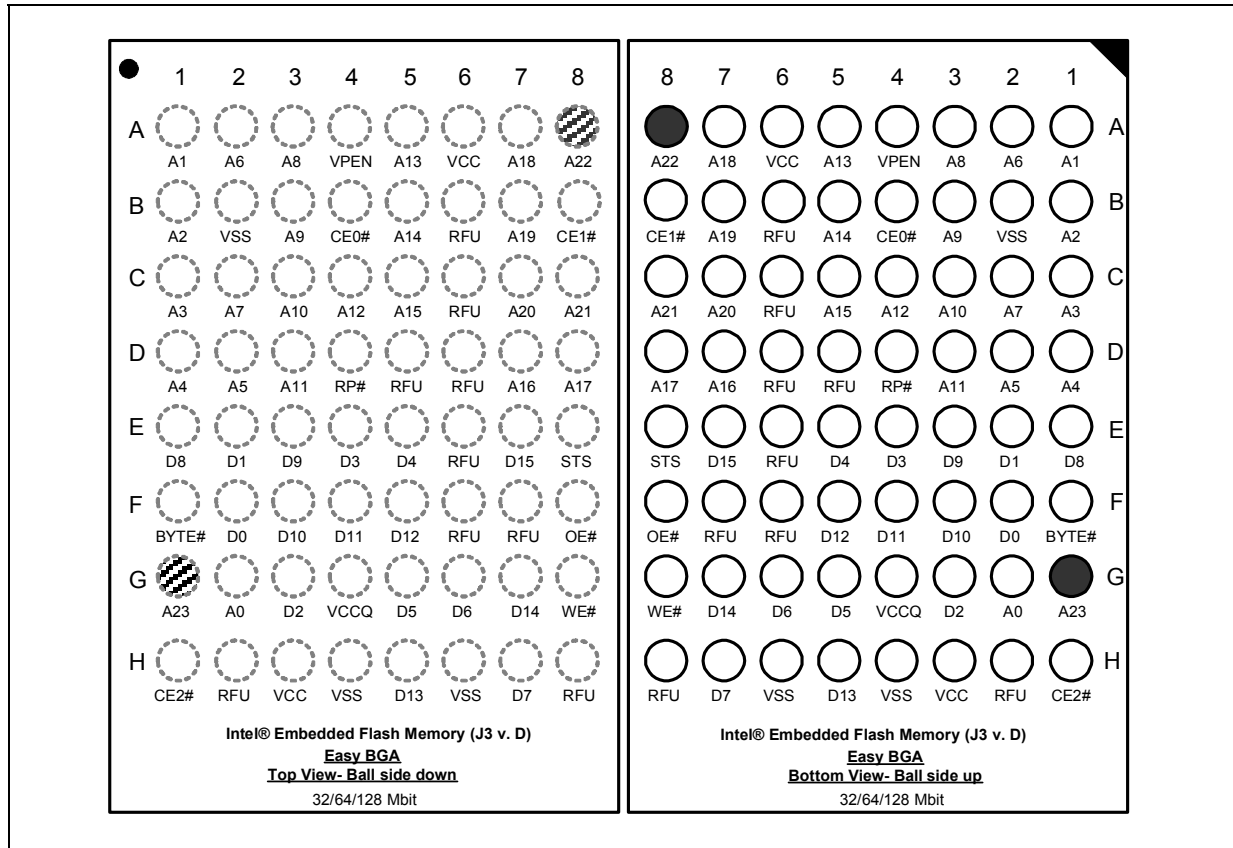 1 2 3 4 5 6 7 8
A
A1 A6 A8 VPEN A13 VCC A18 A22
B
A2 VSS A9 CE0# A14 RFU A19 CE1#
C
A3 A7 A10 A12 A15 RFU A20 A21
D
A4 A5 A11 RP# RFU RFU A16 A17
E
D8 D1 D9 D3 D4 RFU D15 STS
F
BYTE# D0 D10 D11 D12 RFU RFU OE#
G
A23 A0 D2 VCCQ D5 D6 D14 WE#
H
CE2# RFU VCC VSS D13 VSS D7 RFU
Intel® Embedded Flash Memory (J3 v. D)
Easy BGA
Top View- Ball side down
32/64/128 Mbit
8 7 6 5 4 3 2 1
A
A22 A18 VCC A13 VPEN A8 A6 A1
B
CE1# A19 RFU A14 CE0# A9 VSS A2
C
A21 A20 RFU A15 A12 A10 A7 A3
D
A17 A16 RFU RFU RP# A11 A5 A4
E
STS D15 RFU D4 D3 D9 D1 D8
F
OE# RFU RFU D12 D11 D10 D0 BYTE#
G
WE# D14 D6 D5 VCCQ D2 A0 A23
H
RFU D7 VSS D13 VSS VCC RFU CE2#
Intel® Embedded Flash Memory (J3 v. D)
Easy BGA
Bottom View- Ball side up
32/64/128 Mbit